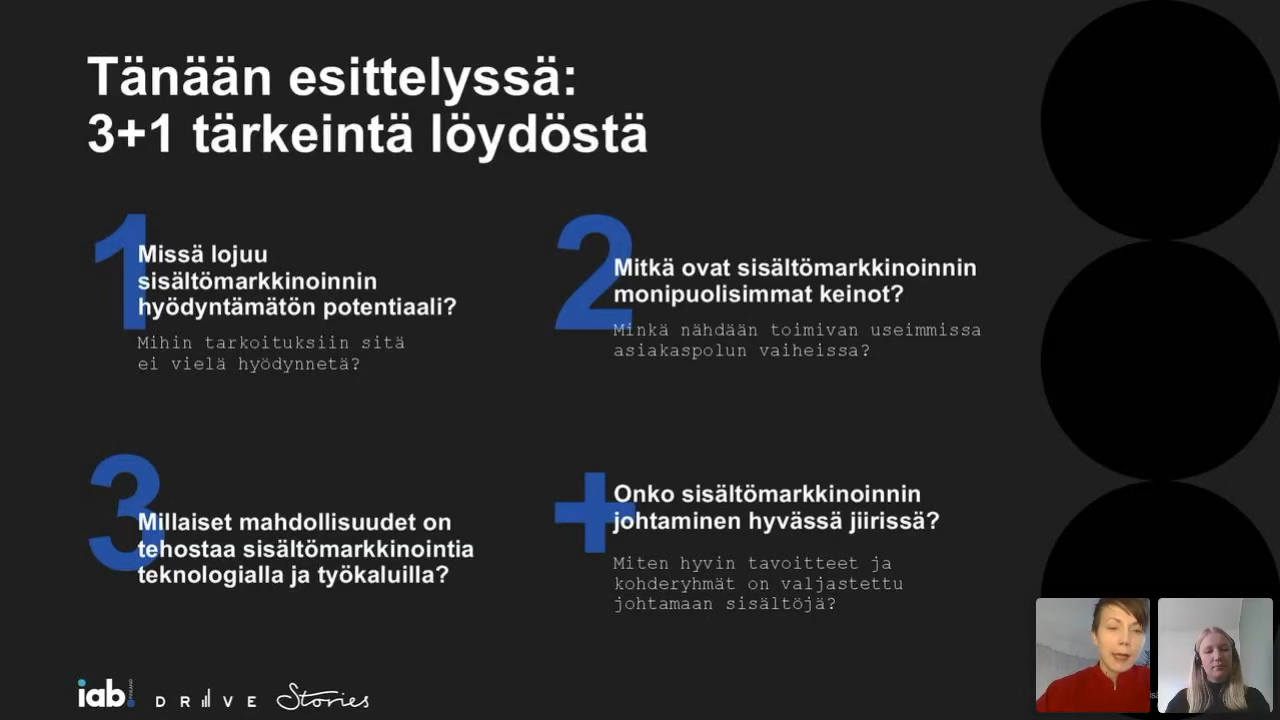 Tänään esittelyssä:
3+1 tärkeintä löydöstä
1
Missä lojuu
sisältömarkkinoinnin
hyödyntämätön potentiaali?
Mihin tarkoituksiin sitä
ei vielä hyödynnetä?
2
Mitkä ovat sisältömarkkinoinnin
monipuolisimmat keinot?
Minkä nähdään toimivan useimmissa
asiakaspolun vaiheissa?
3
Millaiset mahdollisuudet on
tehostaa sisältömarkkinointia
teknologialla ja työkaluilla?
+
Onko sisältömarkkinoinnin
johtaminen hyvässä jiirissä?
Miten hyvin tavoitteet ja
kohderyhmät on valjastettu
johtamaan sisältöjä?
iab FINLAND
DRIVE
Stories